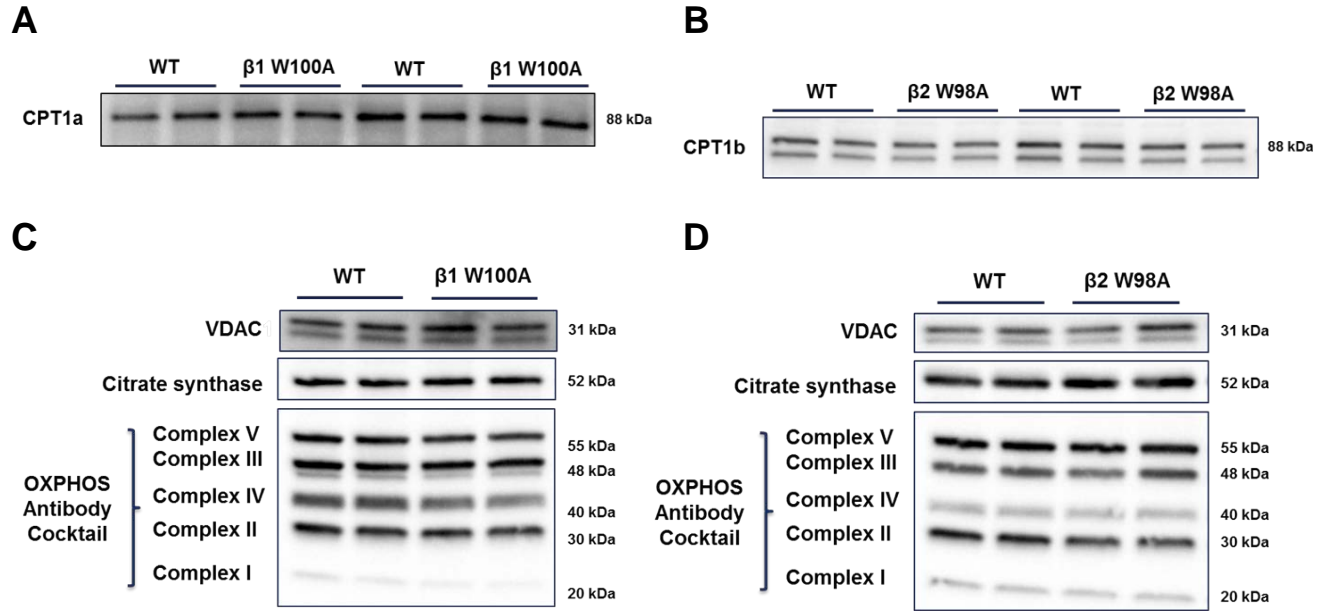 A
WT β1 W100A WT β1 W100A
CPT1a 88 kDa
B
WT β2 W98A WT β2 W98A
CPT1b 88 kDa
C
WT β1 W100A
VDAC 31 kDa
Citrate synthase 52 kDa
OXPHOS
Antibody
Cocktail
Complex V 55 kDa
Complex III 48 kDa
Complex IV 40 kDa
Complex II 30 kDa
Complex I 20 kDa
D
WT β2 W98A
VDAC 31 kDa
Citrate synthase 52 kDa
OXPHOS
Antibody
Cocktail
Complex V 55 kDa
Complex III 48 kDa
Complex IV 40 kDa
Complex II 30 kDa
Complex I 20 kDa